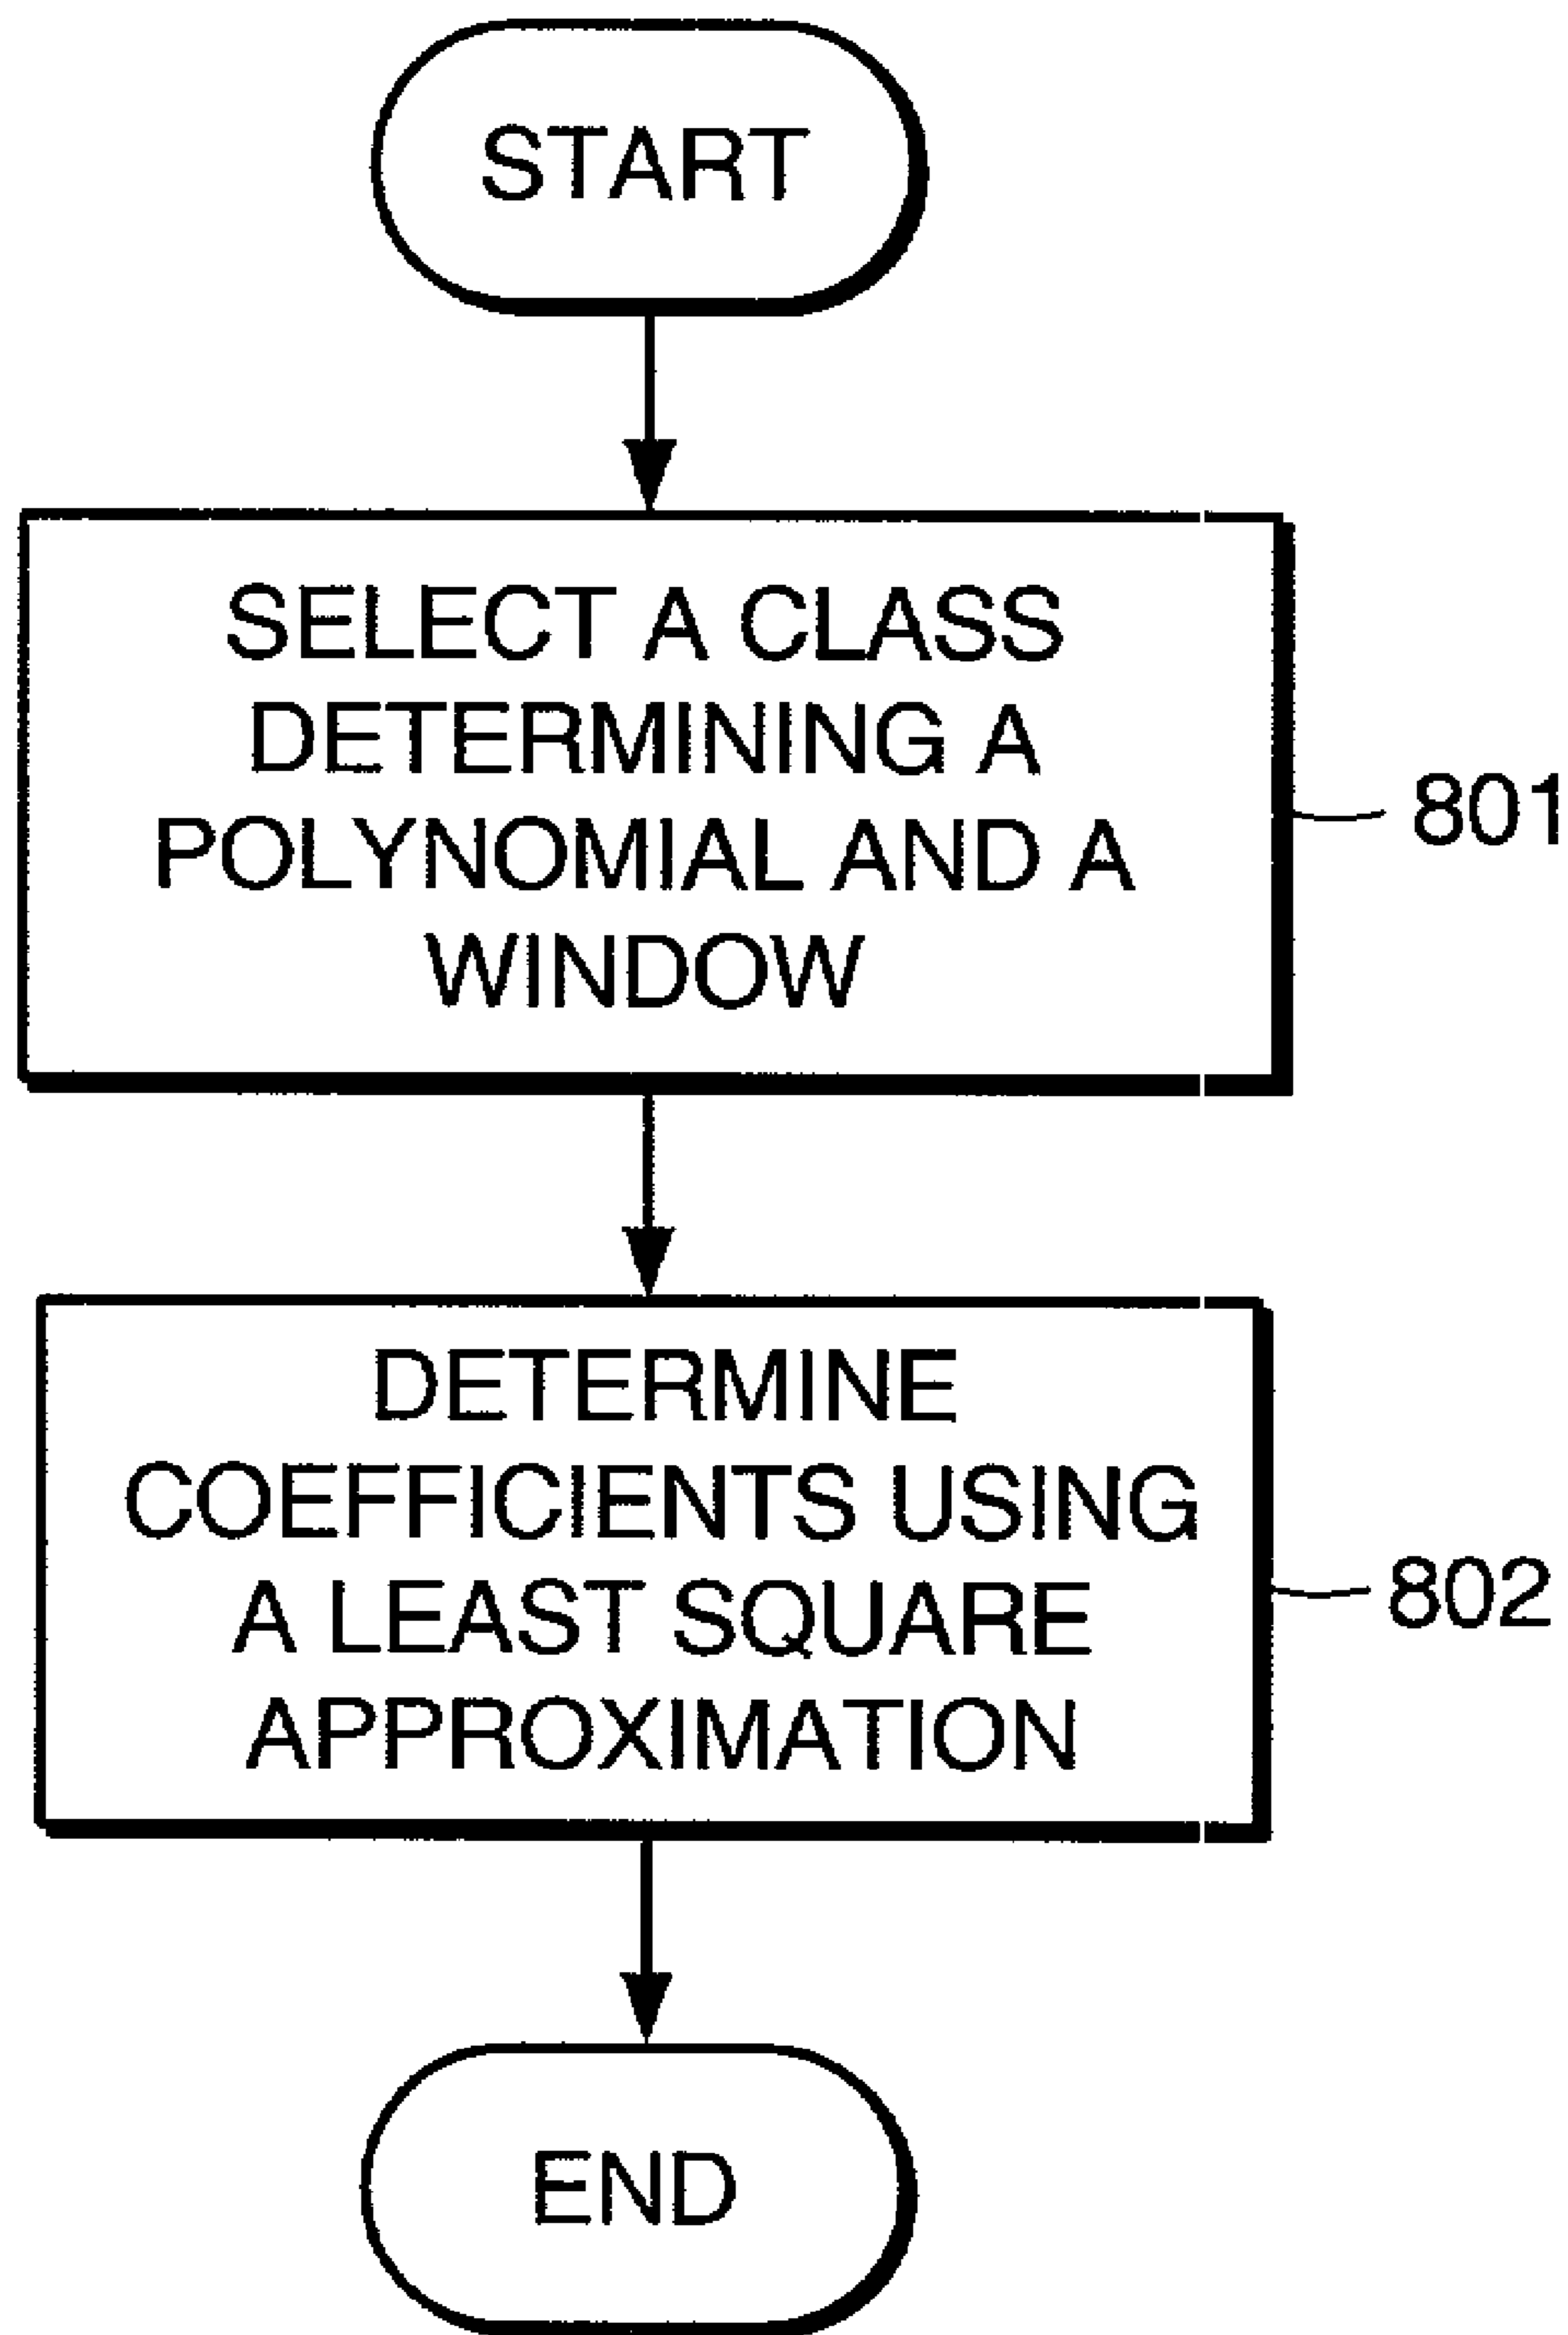 START
SELECT A CLASS
DETERMINING A
POLYNOMIAL AND A
WINDOW
801
DETERMINE
COEFFICIENTS USING
A LEAST SQUARE
APPROXIMATION
802
END